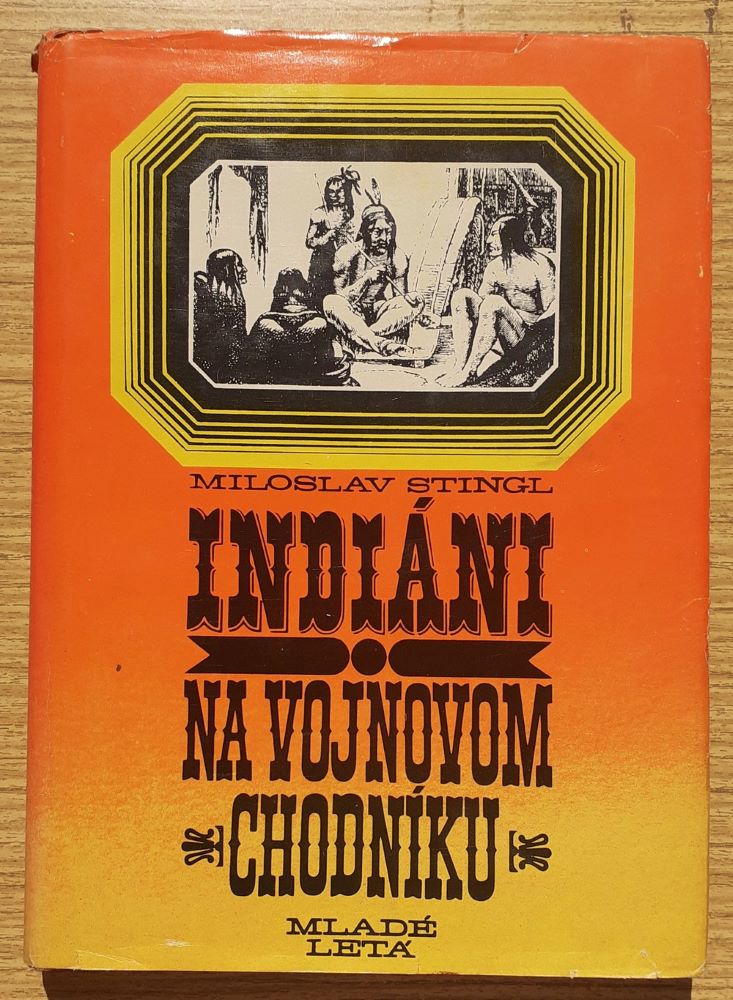 MILOSLAV STINGL
INDIÁNI
NA VOJNOVOM
CHODNÍKU
MLADÉ
LETÁ